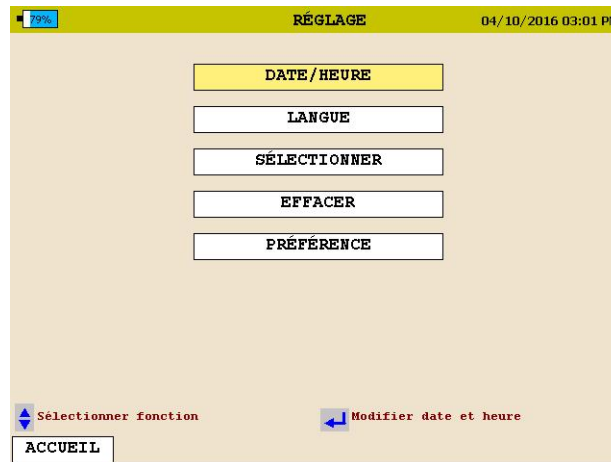 79% RÉGLAGE 04/10/2016 03:01 P
DATE/HEURE
LANGUE
SÉLECTIONNER
EFFACER
PRÉFÉRENCE
Sélectionner fonction Modifier date et heure
ACCUEIL